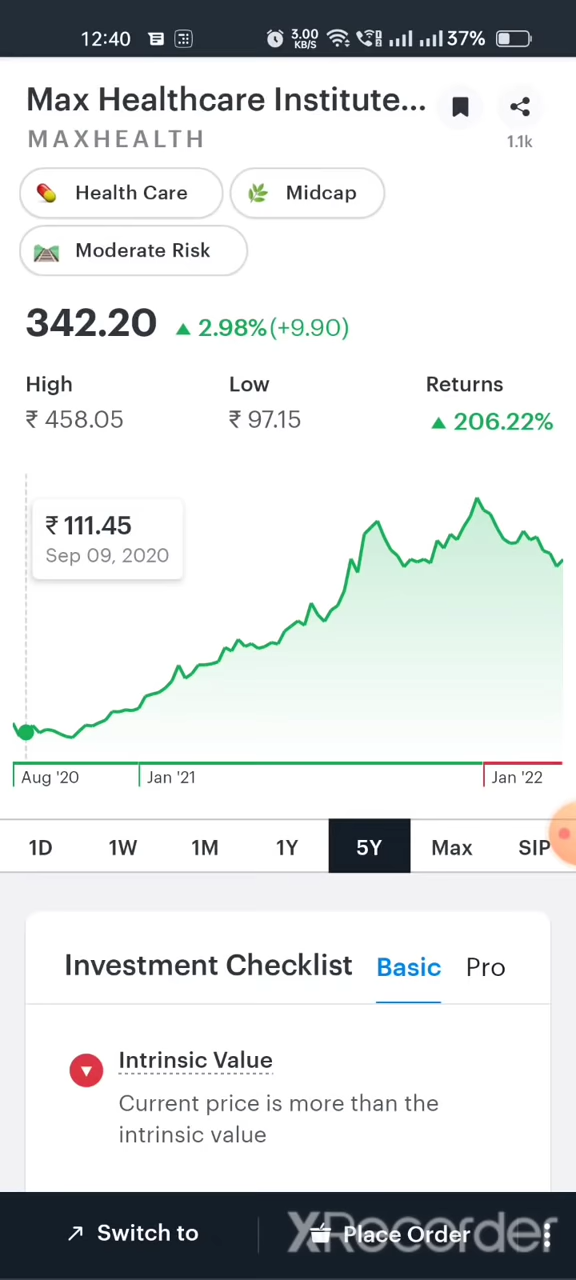 12:40
3.00 KB/S
37%
Max Healthcare Institute...
MAXHEALTH
1.1k
Health Care
Midcap
Moderate Risk
342.20 ▲ 2.98% (+9.90)
High Low Returns
₹ 458.05 ₹ 97.15 ▲ 206.22%
₹ 111.45
Sep 09, 2020
Aug '20 Jan '21 Jan '22
1D 1W 1M 1Y 5Y Max SIP
Investment Checklist Basic Pro
Intrinsic Value
Current price is more than the
intrinsic value
Switch to Place Order
XRecorder